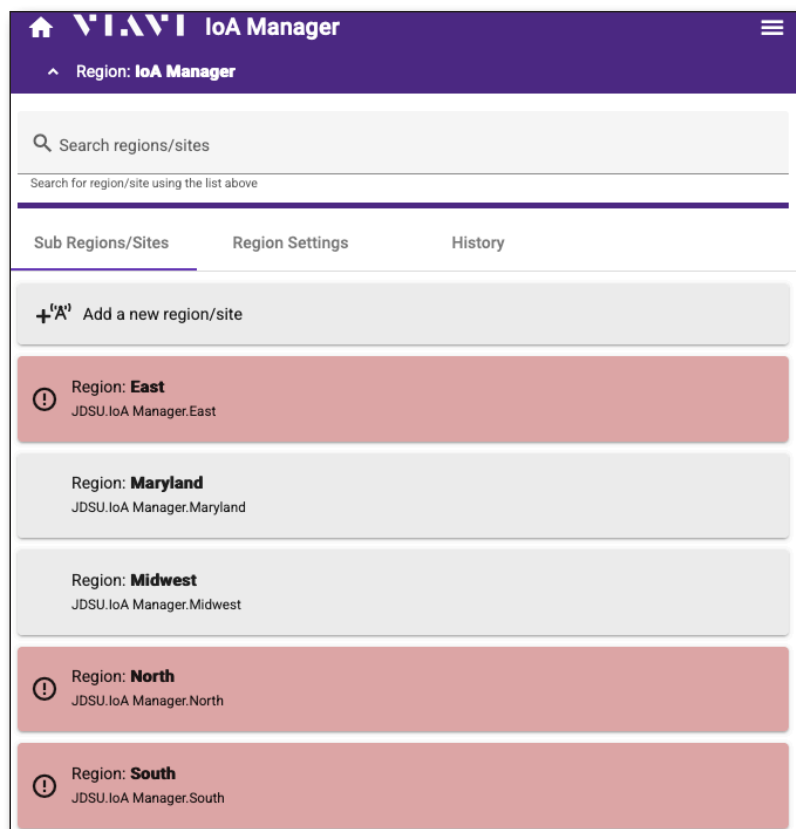 VIAVI IoA Manager
Region: IoA Manager
Search regions/sites
Search for region/site using the list above
Sub Regions/Sites Region Settings History
Add a new region/site
Region: East
JDSU.IoA Manager.East
Region: Maryland
JDSU.IoA Manager.Maryland
Region: Midwest
JDSU.IoA Manager.Midwest
Region: North
JDSU.IoA Manager.North
Region: South
JDSU.IoA Manager.South